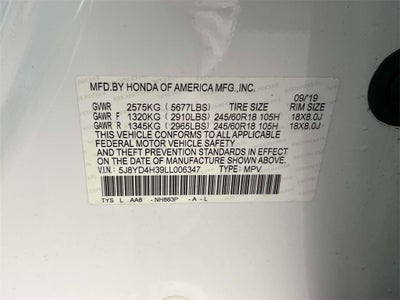 MFD.BY HONDA OF AMERICA MFG.,INC.
09/19
GVWR 2575KG (5677LBS) TIRE SIZE RIM SIZE
GAWR F 1320KG (2910LBS) 245/60R18 105H 18X8.0J
GAWR R 1345KG (2965LBS) 245/60R18 105H 18X8.0J
THIS VEHICLE CONFORMS TO ALL APPLICABLE
FEDERAL MOTOR VEHICLE SAFETY
AND THEFT PREVENTION STANDARDS IN EFFECT
ON THE DATE OF MANUFACTURE SHOWN ABOVE.
V.I.N: 5J8YD4H39LL006347 TYPE: MPV
TYS L AA6 - NH883P - A - L